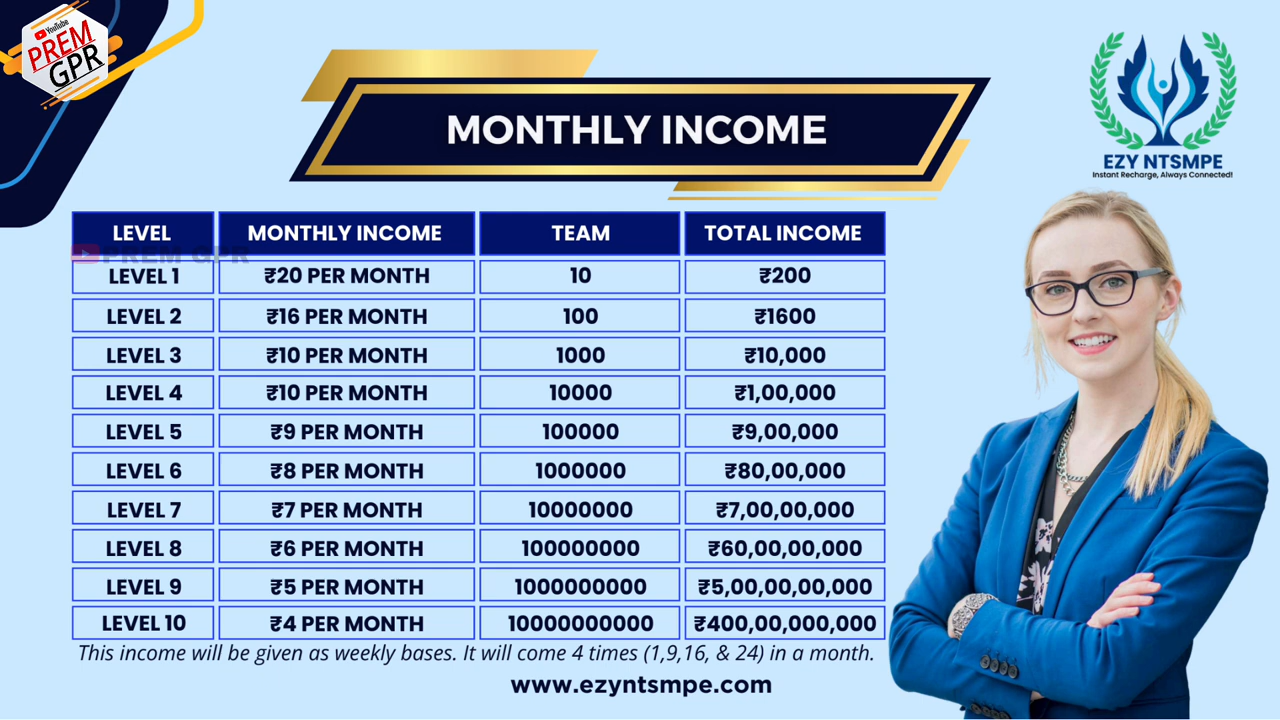 YouTube
PREM
GPR
MONTHLY INCOME
EZY NTSMPE
Instant Recharge, Always Connected!
LEVEL MONTHLY INCOME TEAM TOTAL INCOME
PREM GPR
LEVEL 1 ₹20 PER MONTH 10 ₹200
LEVEL 2 ₹16 PER MONTH 100 ₹1600
LEVEL 3 ₹10 PER MONTH 1000 ₹10,000
LEVEL 4 ₹10 PER MONTH 10000 ₹1,00,000
LEVEL 5 ₹9 PER MONTH 100000 ₹9,00,000
LEVEL 6 ₹8 PER MONTH 1000000 ₹80,00,000
LEVEL 7 ₹7 PER MONTH 10000000 ₹7,00,00,000
LEVEL 8 ₹6 PER MONTH 100000000 ₹60,00,00,000
LEVEL 9 ₹5 PER MONTH 1000000000 ₹5,00,00,00,000
LEVEL 10 ₹4 PER MONTH 10000000000 ₹400,00,000,000
This income will be given as weekly bases. It will come 4 times (1,9,16, & 24) in a month.
www.ezyntsmpe.com